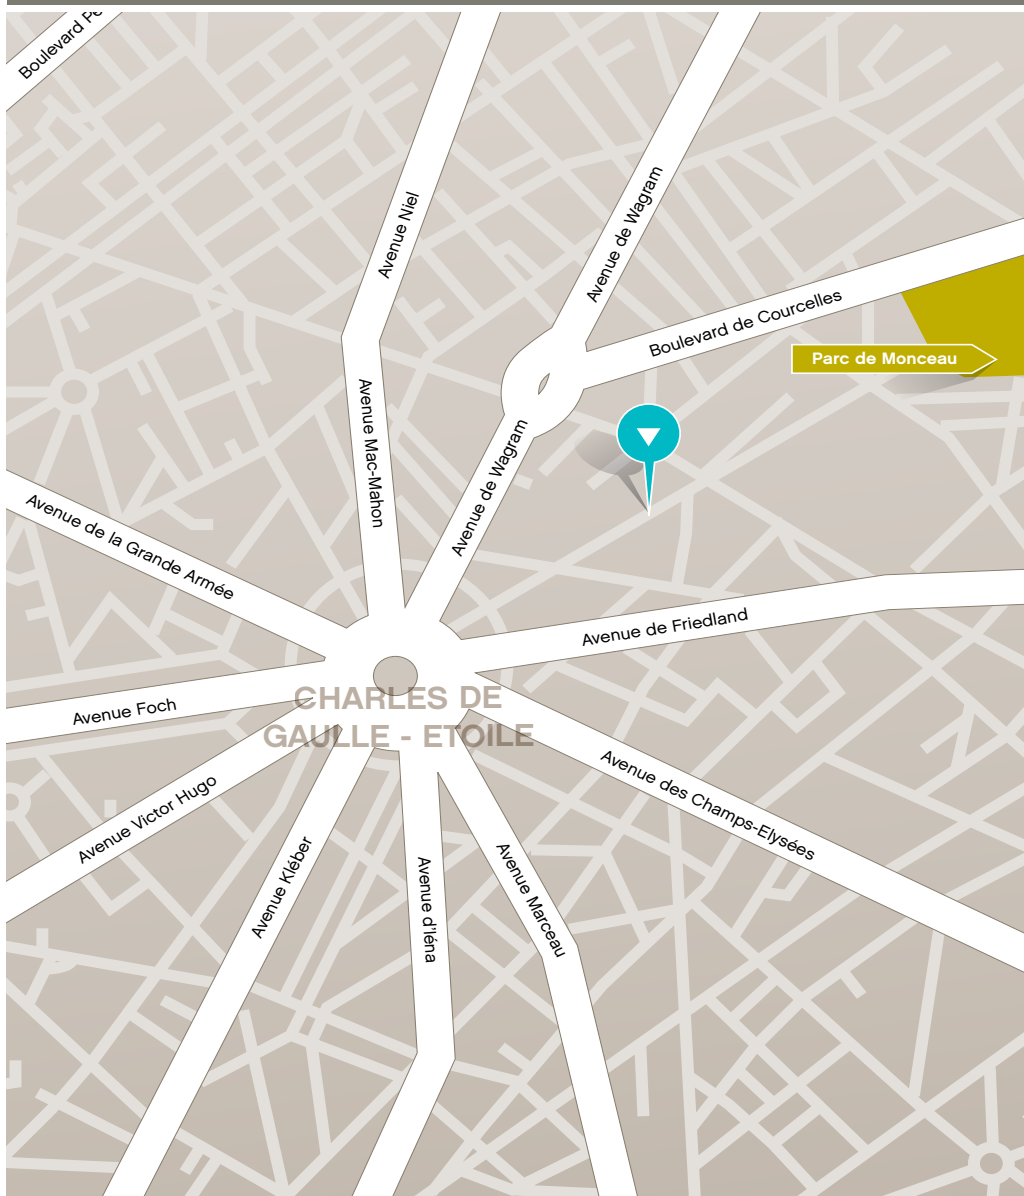 Boulevard
Avenue Niel
Avenue de Wagram
Boulevard de Courcelles
Parc de Monceau
Avenue Mac-Mahon
Avenue de Wagram
Avenue de la Grande Armée
Avenue de Friedland
CHARLES DE
GAULLE - ETOILE
Avenue Foch
Avenue des Champs-Elysées
Avenue Victor Hugo
Avenue Kléber
Avenue d'Iéna
Avenue Marceau